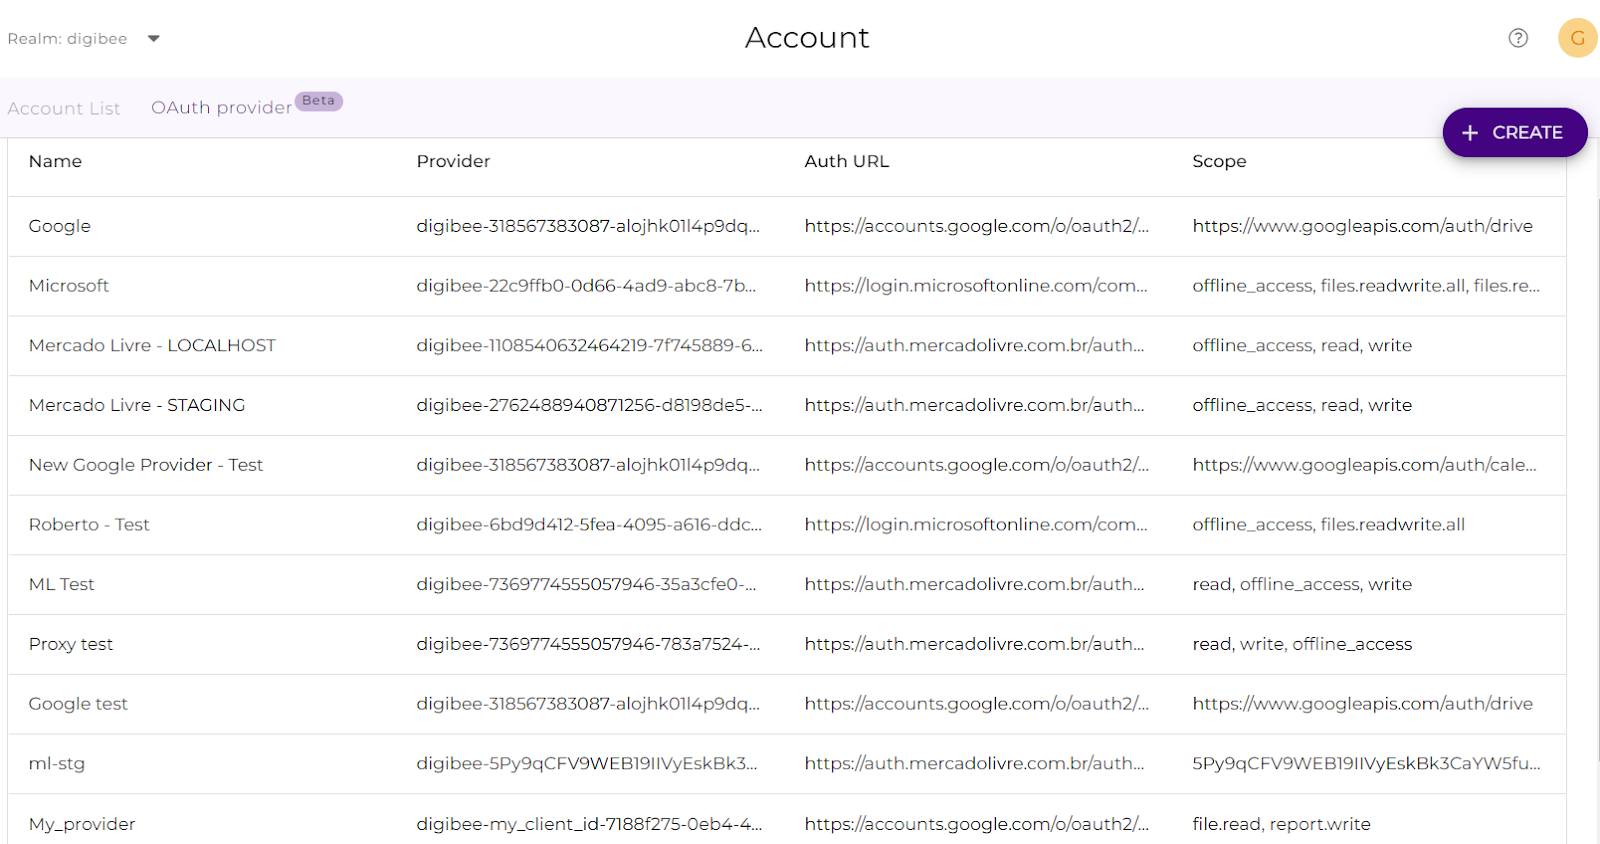 Realm: digibee
Account
?
G
Account List
OAuth provider
Beta
+ CREATE
Name Provider Auth URL Scope
Google digibee-318567383087-alojhk01l4p9dq... https://accounts.google.com/o/oauth2/... https://www.googleapis.com/auth/drive
Microsoft digibee-22c9ffb0-0d66-4ad9-abc8-7b... https://login.microsoftonline.com/com... offline_access, files.readwrite.all, files.re...
Mercado Livre - LOCALHOST digibee-1108540632464219-7f745889-6... https://auth.mercadolivre.com.br/auth... offline_access, read, write
Mercado Livre - STAGING digibee-2762488940871256-d8198de5-... https://auth.mercadolivre.com.br/auth... offline_access, read, write
New Google Provider - Test digibee-318567383087-alojhk01l4p9dq... https://accounts.google.com/o/oauth2/... https://www.googleapis.com/auth/cale...
Roberto - Test digibee-6bd9d412-5fea-4095-a616-ddc... https://login.microsoftonline.com/com... offline_access, files.readwrite.all
ML Test digibee-7369774555057946-35a3cfe0-... https://auth.mercadolivre.com.br/auth... read, offline_access, write
Proxy test digibee-7369774555057946-783a7524-... https://auth.mercadolivre.com.br/auth... read, write, offline_access
Google test digibee-318567383087-alojhk01l4p9dq... https://accounts.google.com/o/oauth2/... https://www.googleapis.com/auth/drive
ml-stg digibee-5Py9qCFV9WEB19IIVyEskBk3... https://auth.mercadolivre.com.br/auth... 5Py9qCFV9WEB19IIVyEskBk3CaYW5fu...
My_provider digibee-my_client_id-7188f275-0eb4-4... https://accounts.google.com/o/oauth2/... file.read, report.write